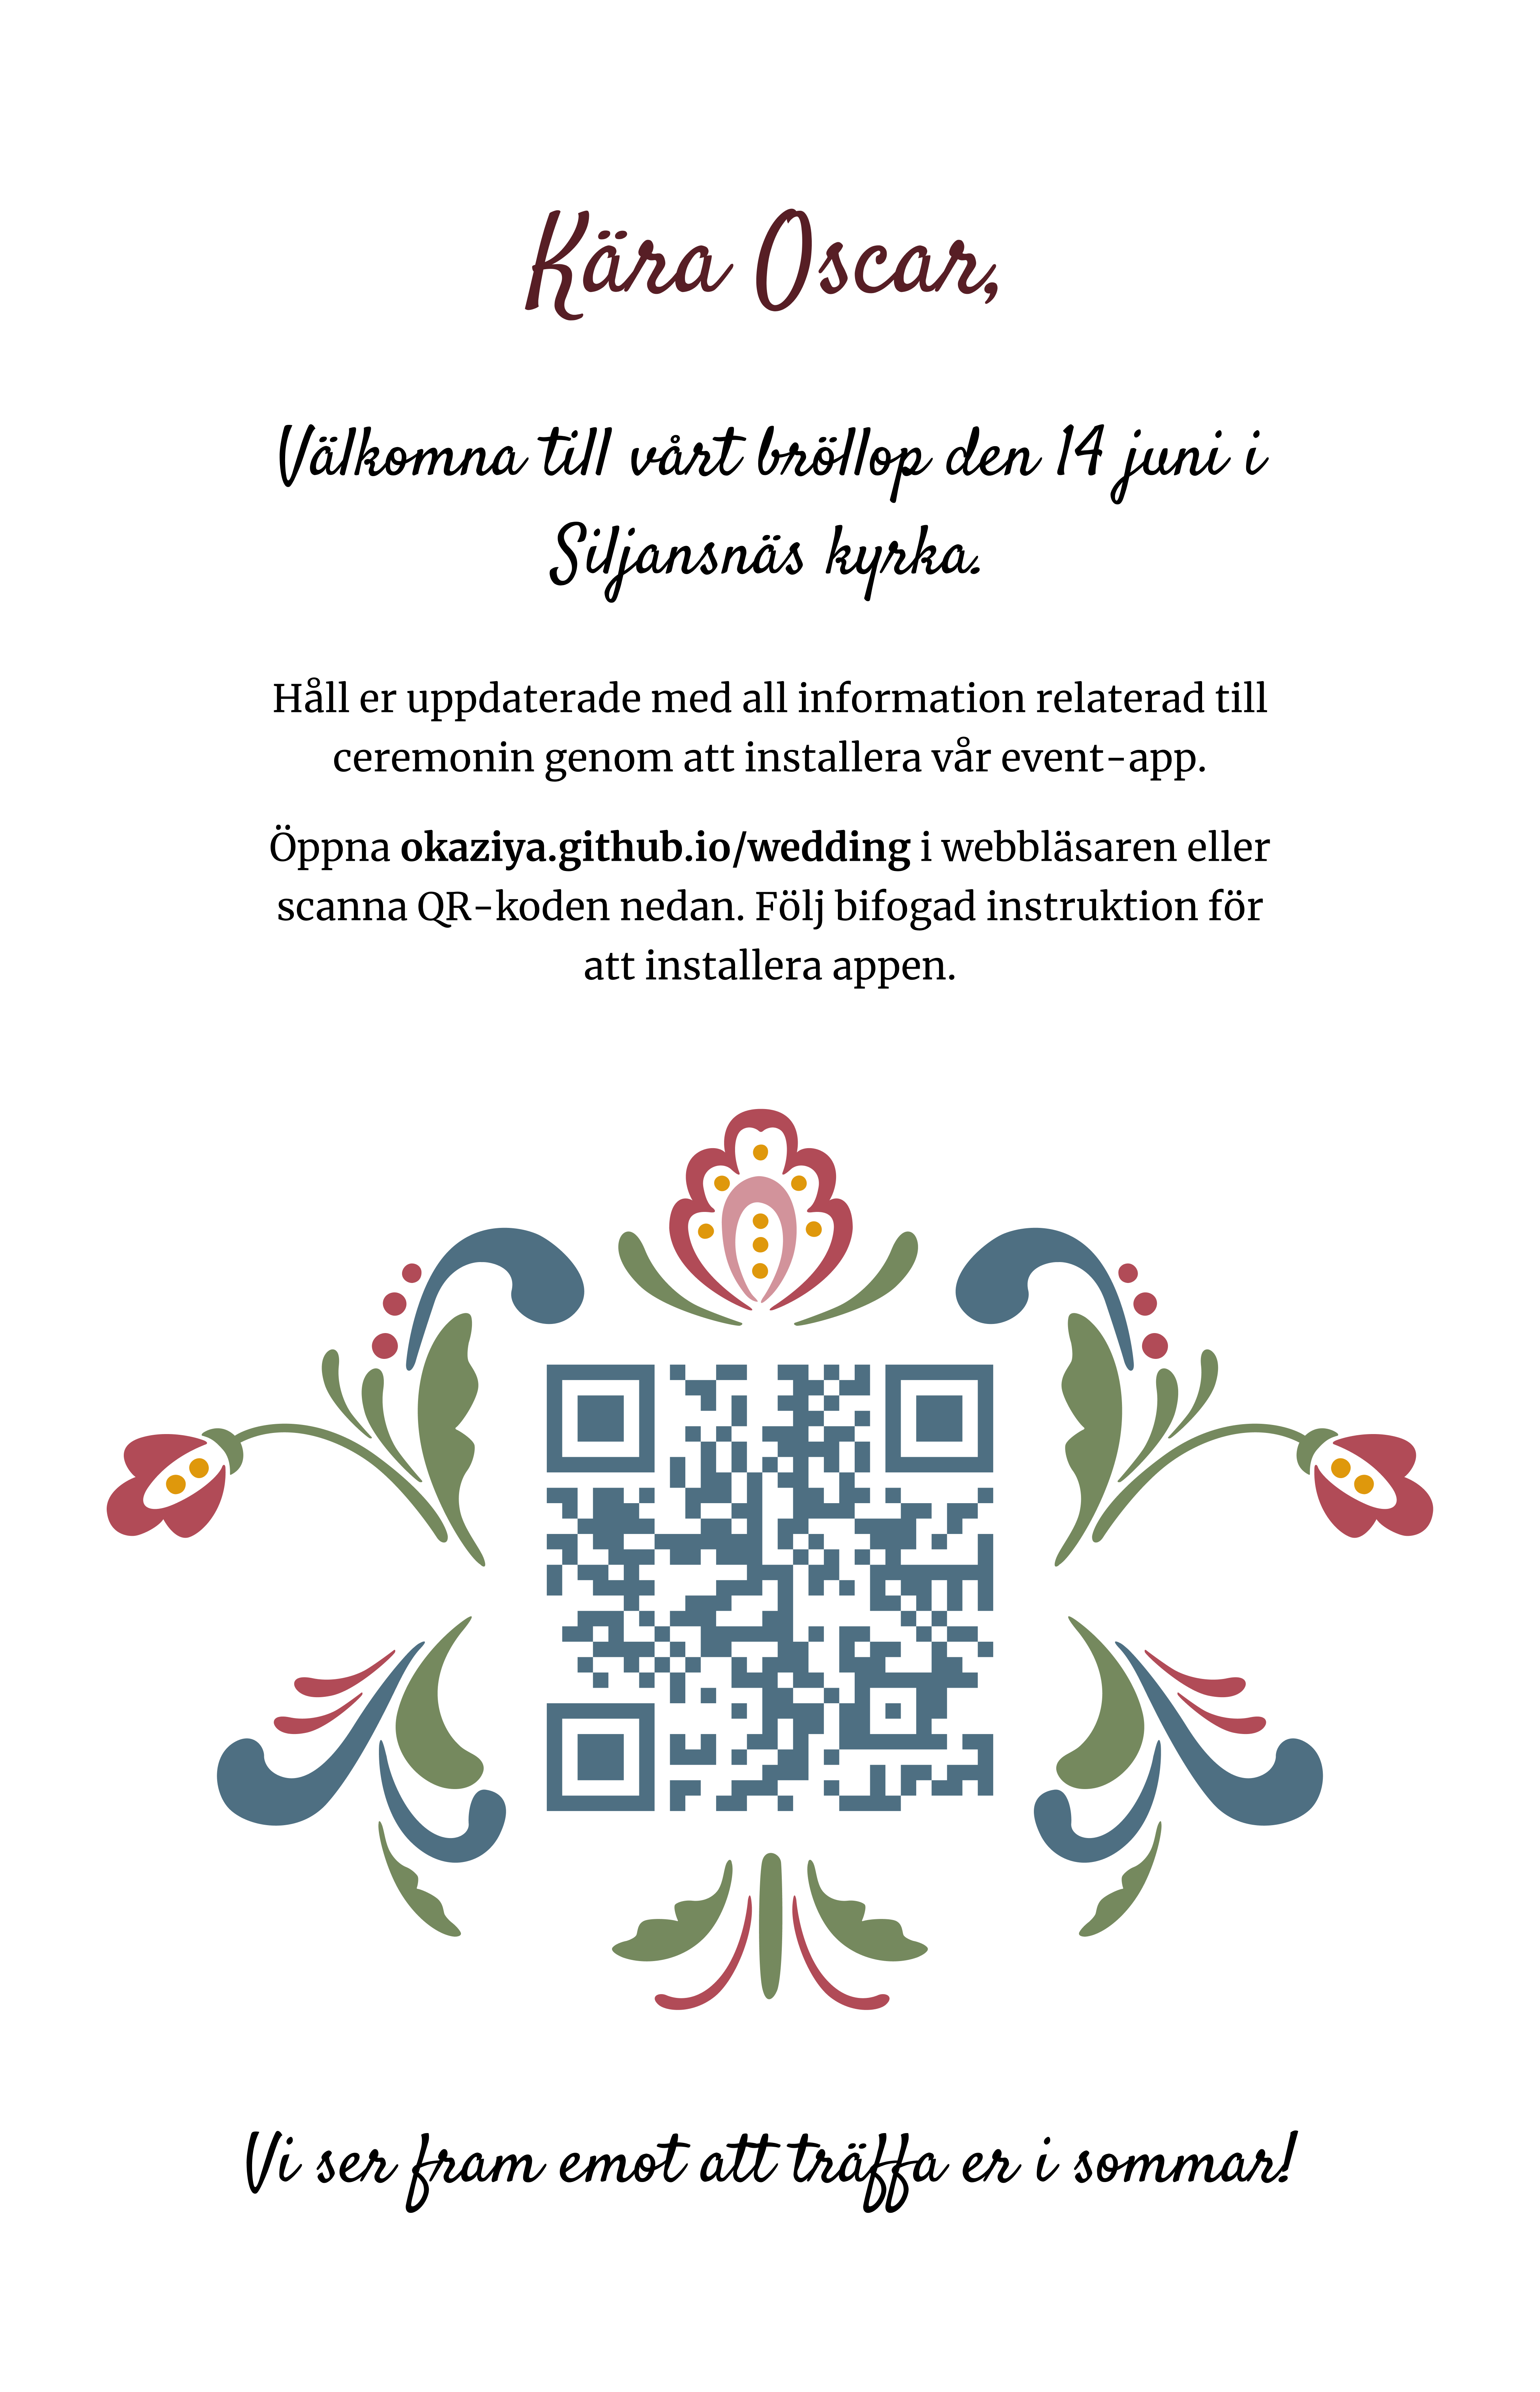 Kära Oscar,
Välkomna till vårt bröllop den 14 juni i
Siljansnäs kyrka.
Håll er uppdaterade med all information relaterad till
ceremonin genom att installera vår event-app.
Öppna okaziya.github.io/wedding i webbläsaren eller
scanna QR-koden nedan. Följ bifogad instruktion för
att installera appen.
Vi ser fram emot att träffa er i sommar!